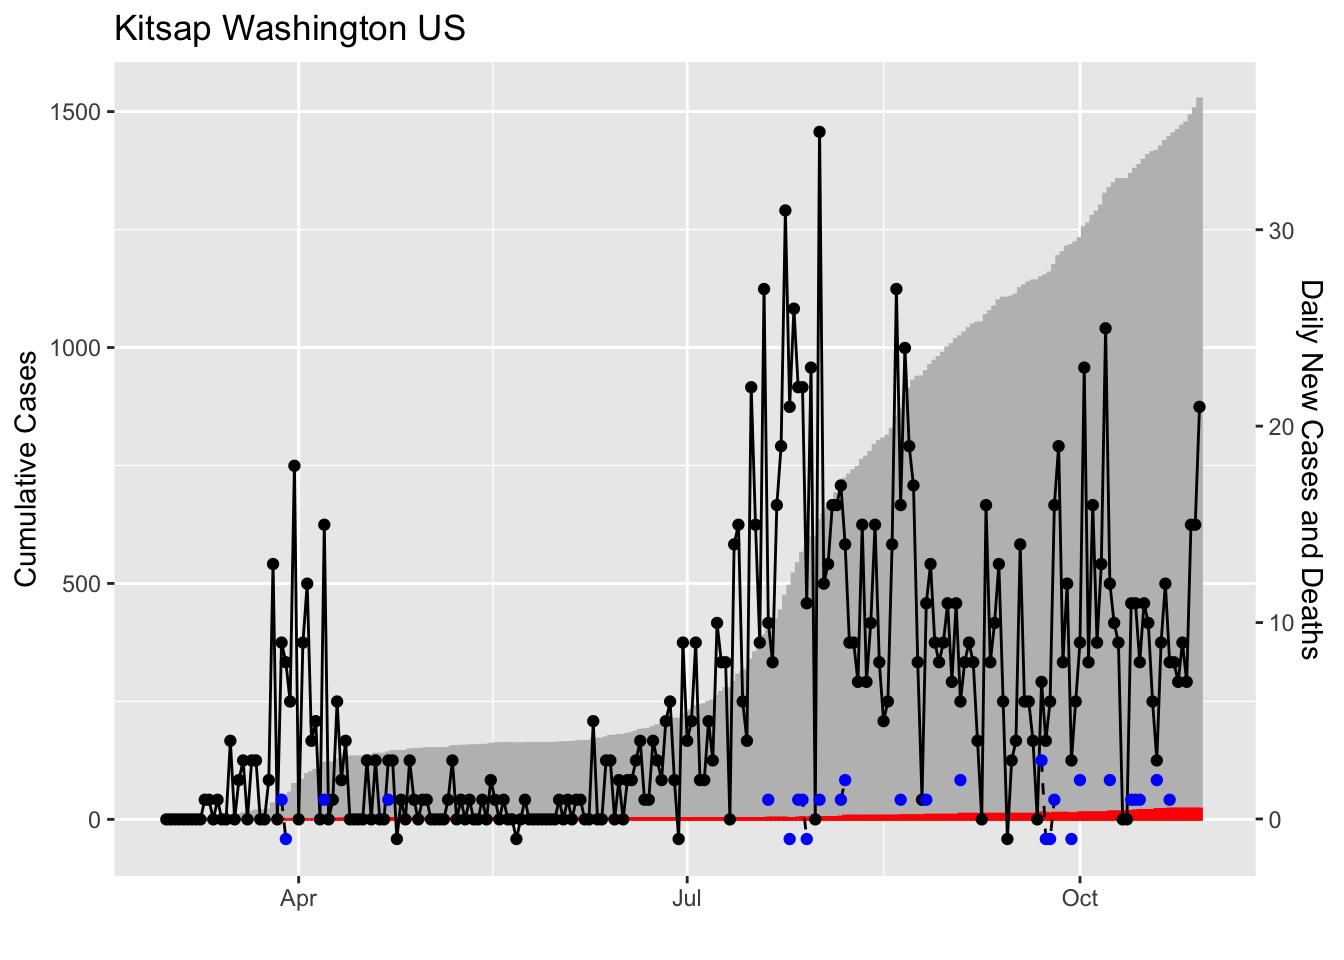 Kitsap Washington US
1500
1000
500
0
Cumulative Cases
30
20
10
0
Daily New Cases and Deaths
Apr
Jul
Oct